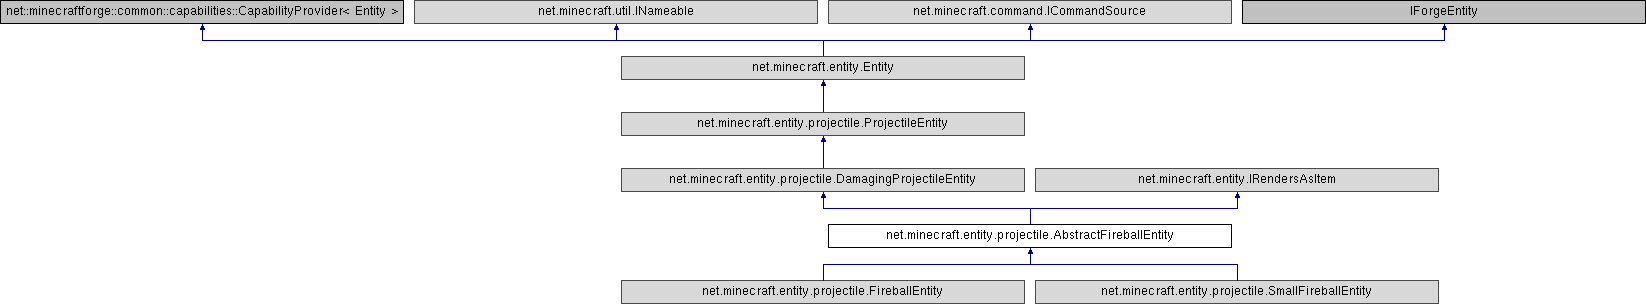 net::minecraftforge::common::capabilities::CapabilityProvider< Entity >
net.minecraft.util.INameable
net.minecraft.command.ICommandSource
IForgeEntity
net.minecraft.entity.Entity
net.minecraft.entity.projectile.ProjectileEntity
net.minecraft.entity.projectile.DamagingProjectileEntity
net.minecraft.entity.IRendersAsItem
net.minecraft.entity.projectile.AbstractFireballEntity
net.minecraft.entity.projectile.FireballEntity
net.minecraft.entity.projectile.SmallFireballEntity